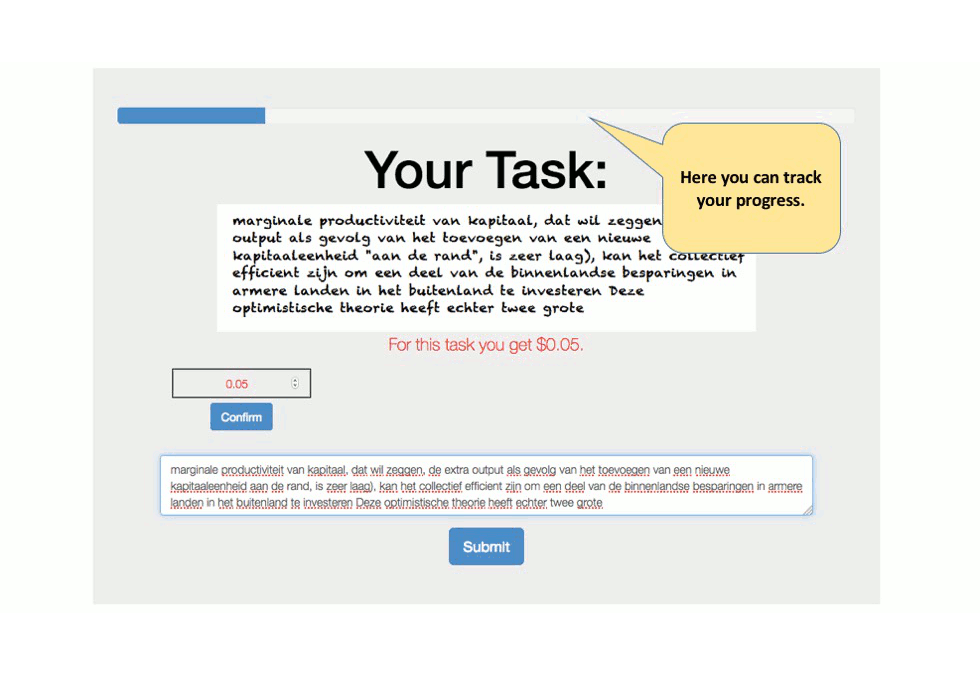 Your Task:
Here you can track
your progress.
marginale productiviteit van kapitaal, dat wil zeggen
output als gevolg van het toevoegen van een nieuwe
kapitaaleenheid "aan de rand", is zeer laag), kan het collectief
efficient zijn om een deel van de binnenlandse besparingen in
armere landen in het buitenland te investeren Deze
optimistische theorie heeft echter twee grote
For this task you get $0.05.
0.05
Confirm
marginale productiviteit van kapitaal, dat wil zeggen, de extra output als gevolg van het toevoegen van een nieuwe
kapitaaleenheid aan de rand, is zeer laag), kan het collectief efficient zijn om een deel van de binnenlandse besparingen in armere
landen in het buitenland te investeren Deze optimistische theorie heeft echter twee grote
Submit